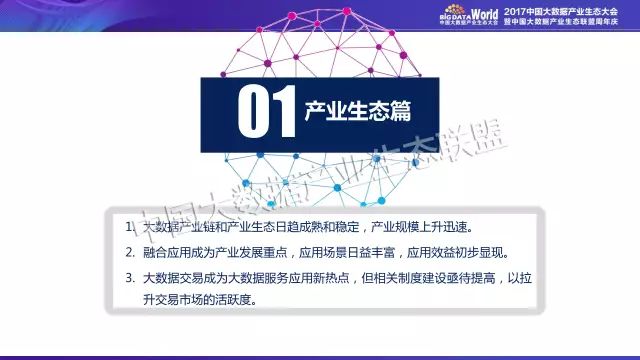 BIG DATA World
中国大数据产业生态大会
2017中国大数据产业生态大会
暨中国大数据产业生态联盟周年庆
01 产业生态篇
中国大数据产业生态联盟
1. 大数据产业链和产业生态日趋成熟和稳定，产业规模上升迅速。
2. 融合应用成为产业发展重点，应用场景日益丰富，应用效益初步显现。
3. 大数据交易成为大数据服务应用新热点，但相关制度建设亟待提高，以拉
升交易市场的活跃度。